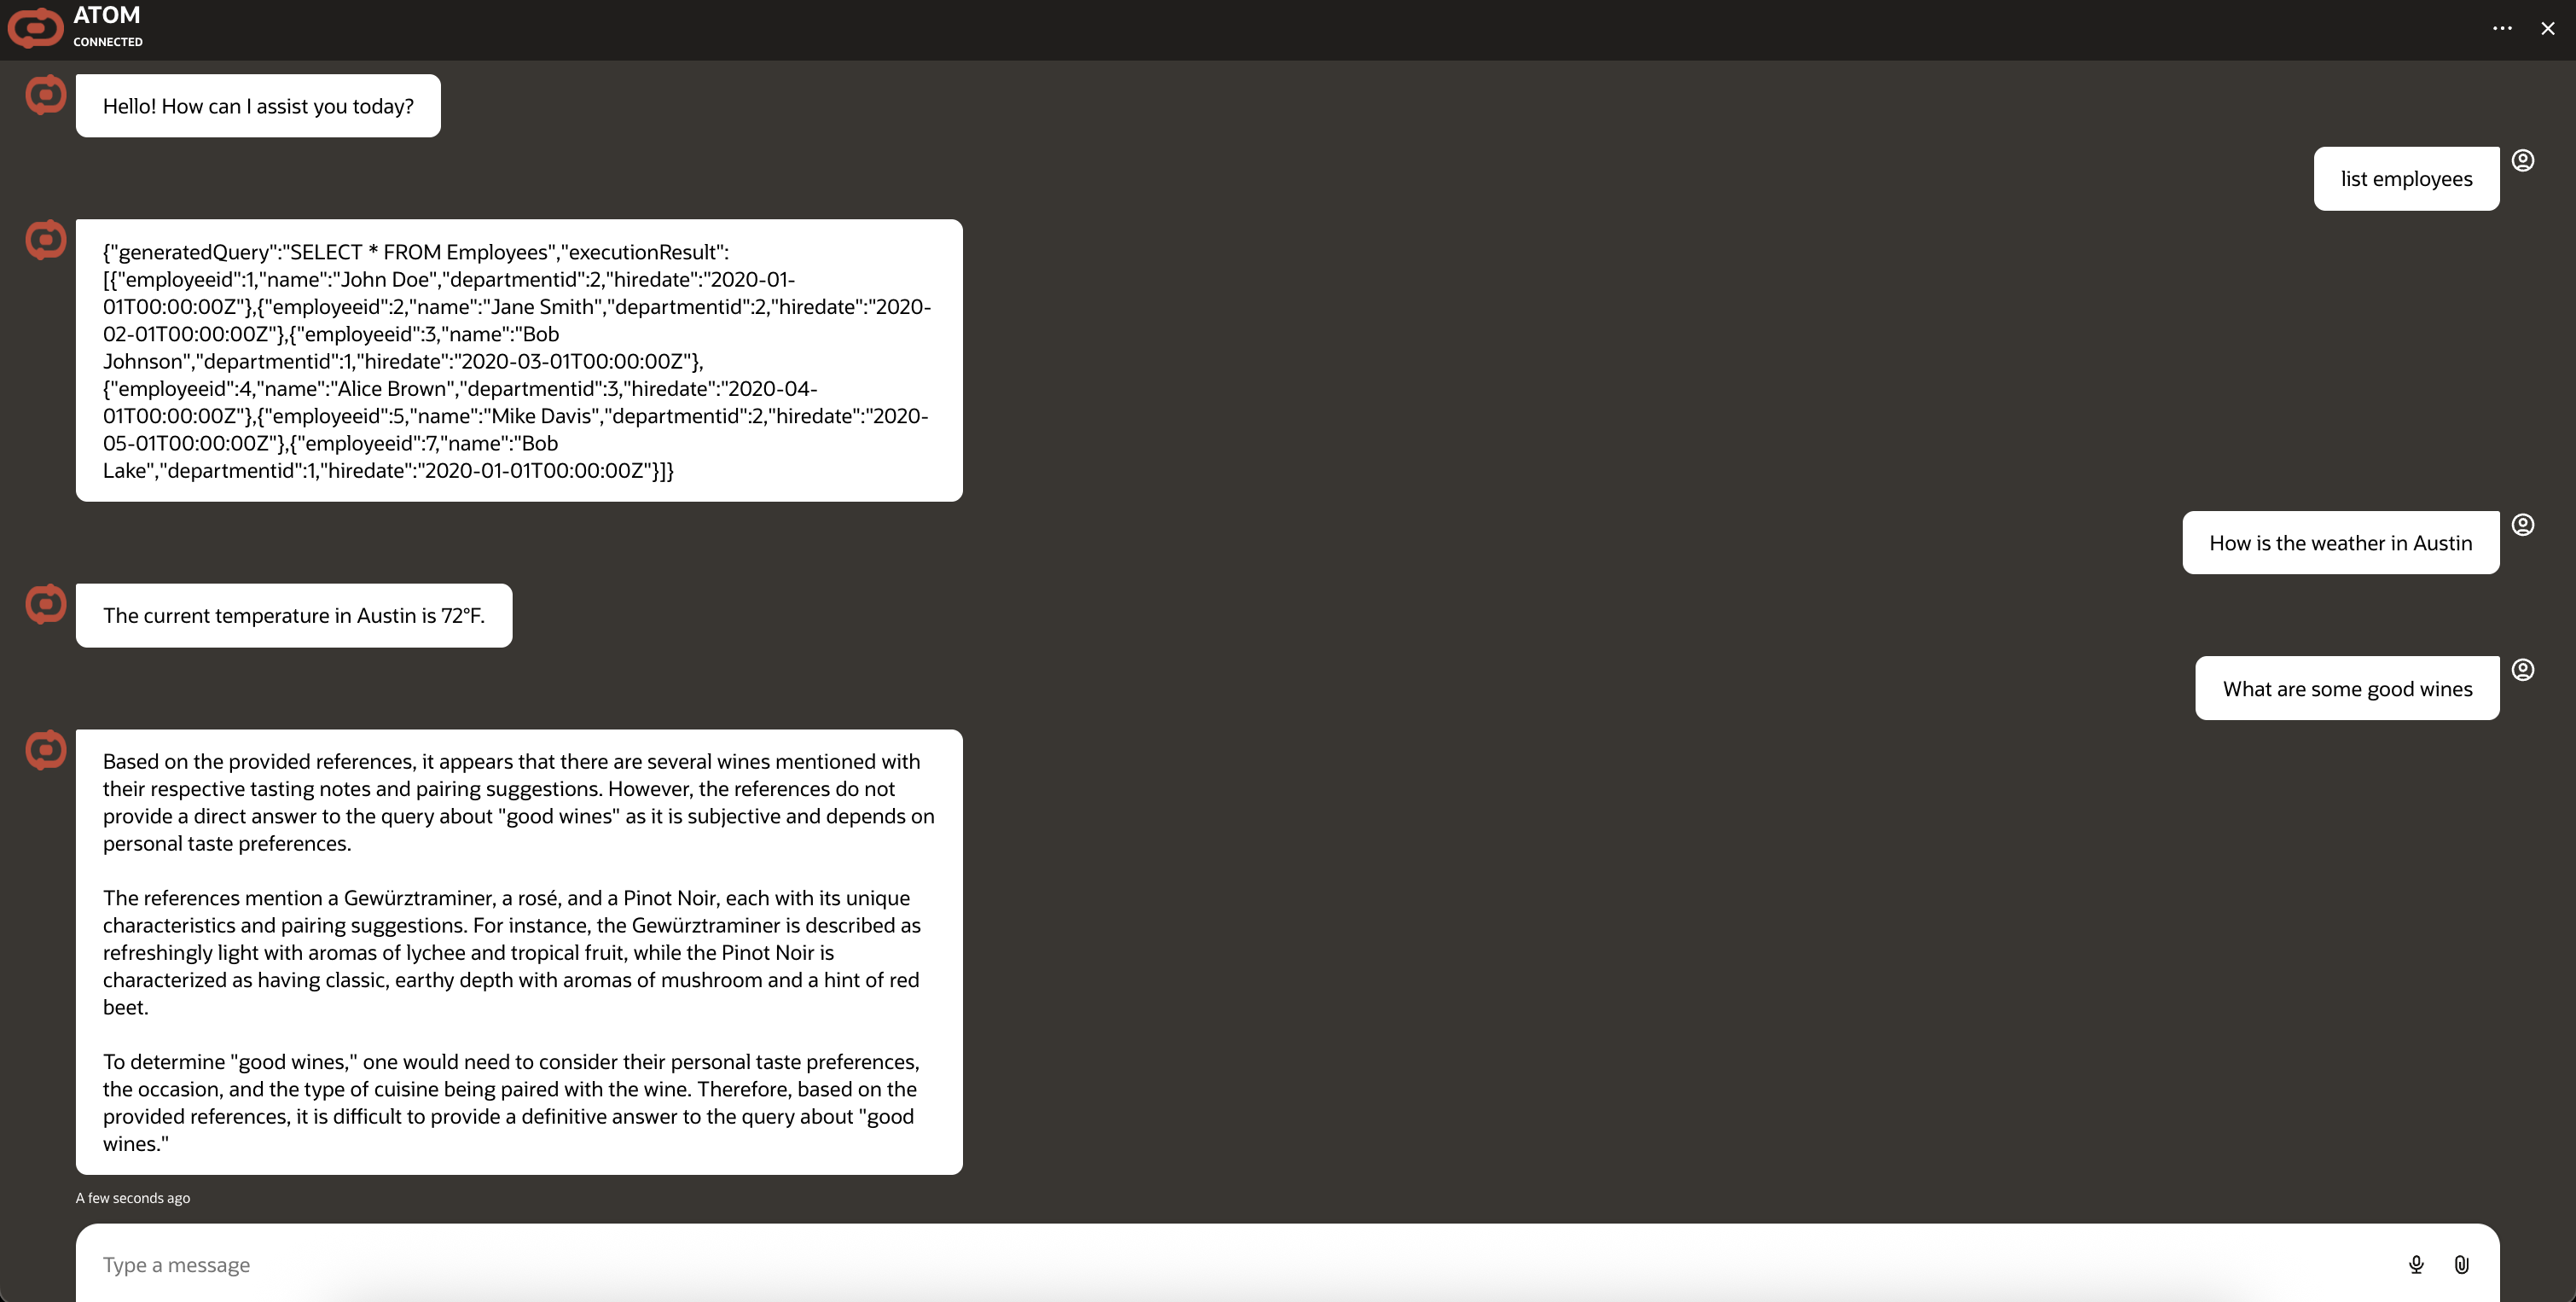 ATOM
CONNECTED
Hello! How can I assist you today?
list employees
{"generatedQuery":"SELECT * FROM Employees","executionResult":
[{"employeeid":1,"name":"John Doe","departmentid":2,"hiredate":"2020-01-
01T00:00:00Z"},{"employeeid":2,"name":"Jane Smith","departmentid":2,"hiredate":"2020-
02-01T00:00:00Z"},{"employeeid":3,"name":"Bob
Johnson","departmentid":1,"hiredate":"2020-03-01T00:00:00Z"},
{"employeeid":4,"name":"Alice Brown","departmentid":3,"hiredate":"2020-04-
01T00:00:00Z"},{"employeeid":5,"name":"Mike Davis","departmentid":2,"hiredate":"2020-
05-01T00:00:00Z"},{"employeeid":7,"name":"Bob
Lake","departmentid":1,"hiredate":"2020-01-01T00:00:00Z"}]}
How is the weather in Austin
The current temperature in Austin is 72°F.
What are some good wines
Based on the provided references, it appears that there are several wines mentioned with
their respective tasting notes and pairing suggestions. However, the references do not
provide a direct answer to the query about "good wines" as it is subjective and depends on
personal taste preferences.
The references mention a Gewürztraminer, a rosé, and a Pinot Noir, each with its unique
characteristics and pairing suggestions. For instance, the Gewürztraminer is described as
refreshingly light with aromas of lychee and tropical fruit, while the Pinot Noir is
characterized as having classic, earthy depth with aromas of mushroom and a hint of red
beet.
To determine "good wines," one would need to consider their personal taste preferences,
the occasion, and the type of cuisine being paired with the wine. Therefore, based on the
provided references, it is difficult to provide a definitive answer to the query about "good
wines."
A few seconds ago
Type a message